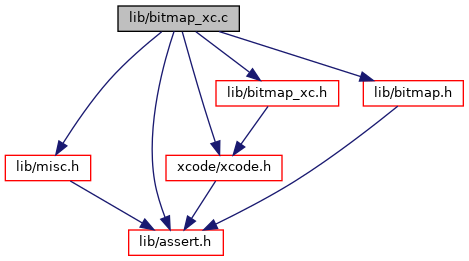 lib/bitmap_xc.c
lib/bitmap_xc.h
lib/bitmap.h
lib/misc.h
xcode/xcode.h
lib/assert.h